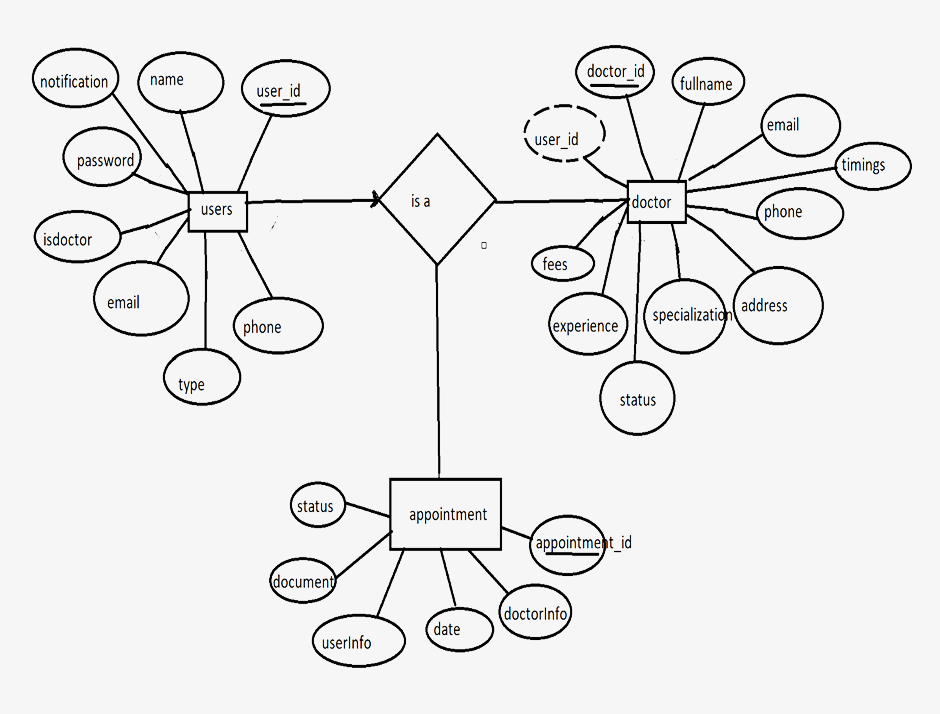 notification
name
user_id
password
users
isdoctor
email
type
phone
is a
doctor_id
fullname
user_id
email
timings
doctor
phone
fees
experience
specialization
address
status
appointment
status
document
userInfo
date
doctorInfo
appointment_id